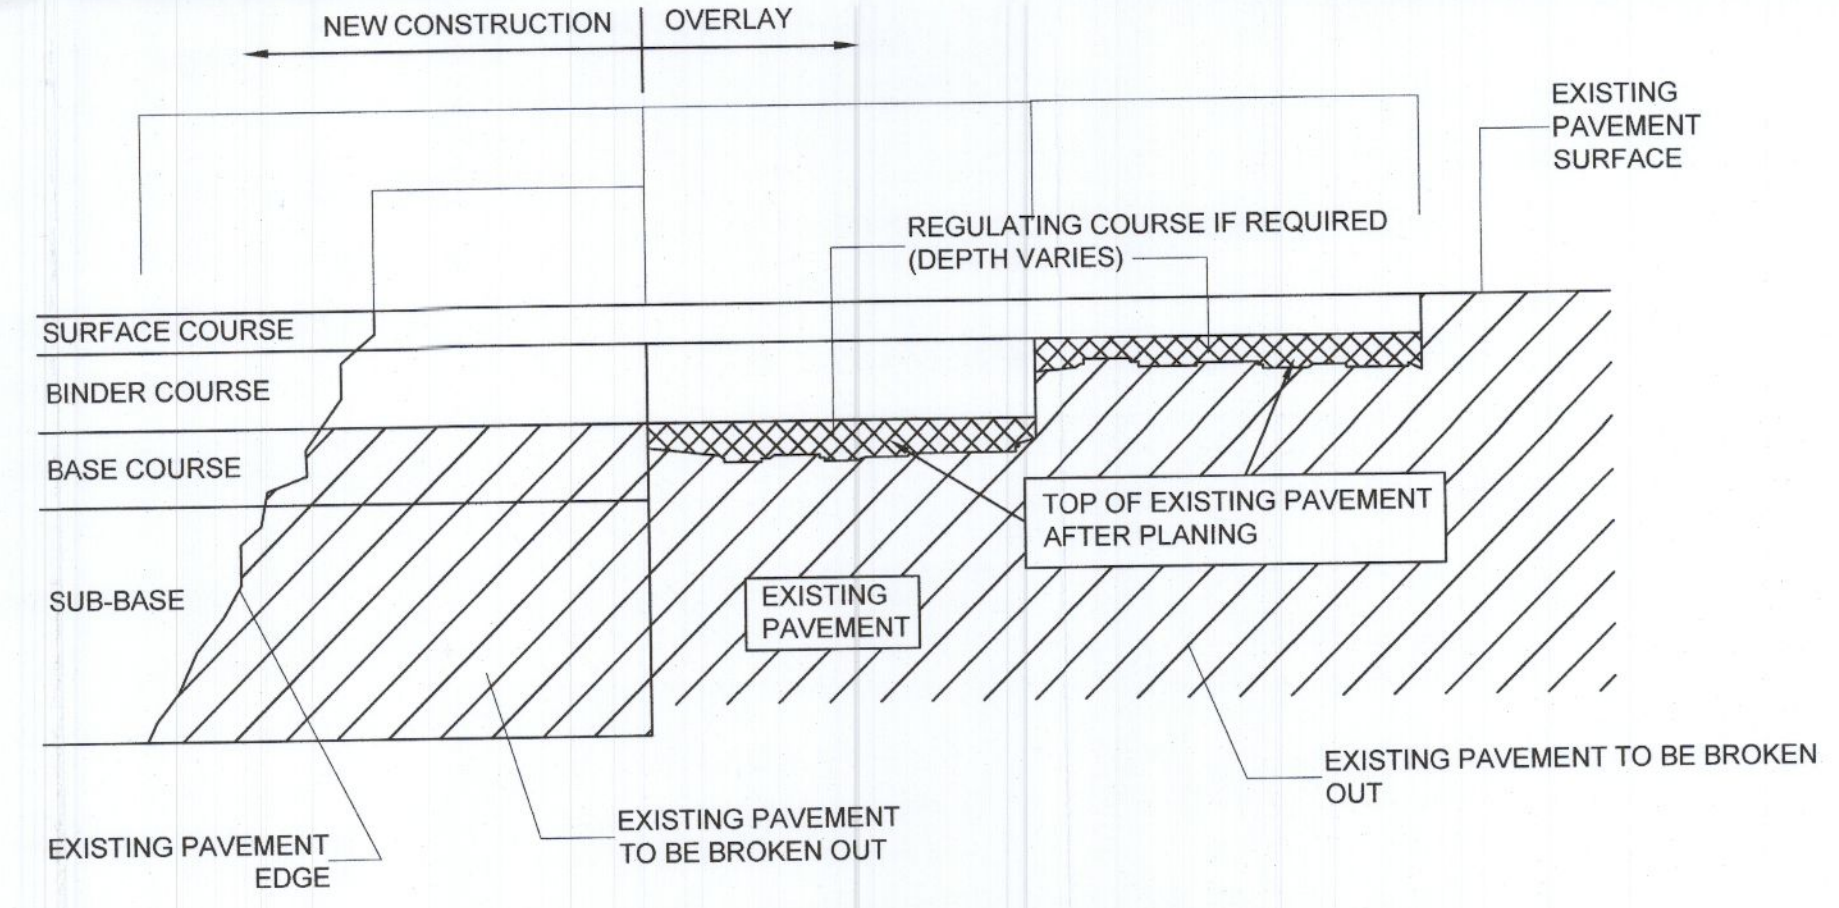 NEW CONSTRUCTION
OVERLAY
EXISTING
PAVEMENT
SURFACE
REGULATING COURSE IF REQUIRED
(DEPTH VARIES)
SURFACE COURSE
BINDER COURSE
BASE COURSE
SUB-BASE
TOP OF EXISTING PAVEMENT
AFTER PLANING
EXISTING
PAVEMENT
EXISTING PAVEMENT TO BE BROKEN
OUT
EXISTING PAVEMENT
TO BE BROKEN OUT
EXISTING PAVEMENT
EDGE